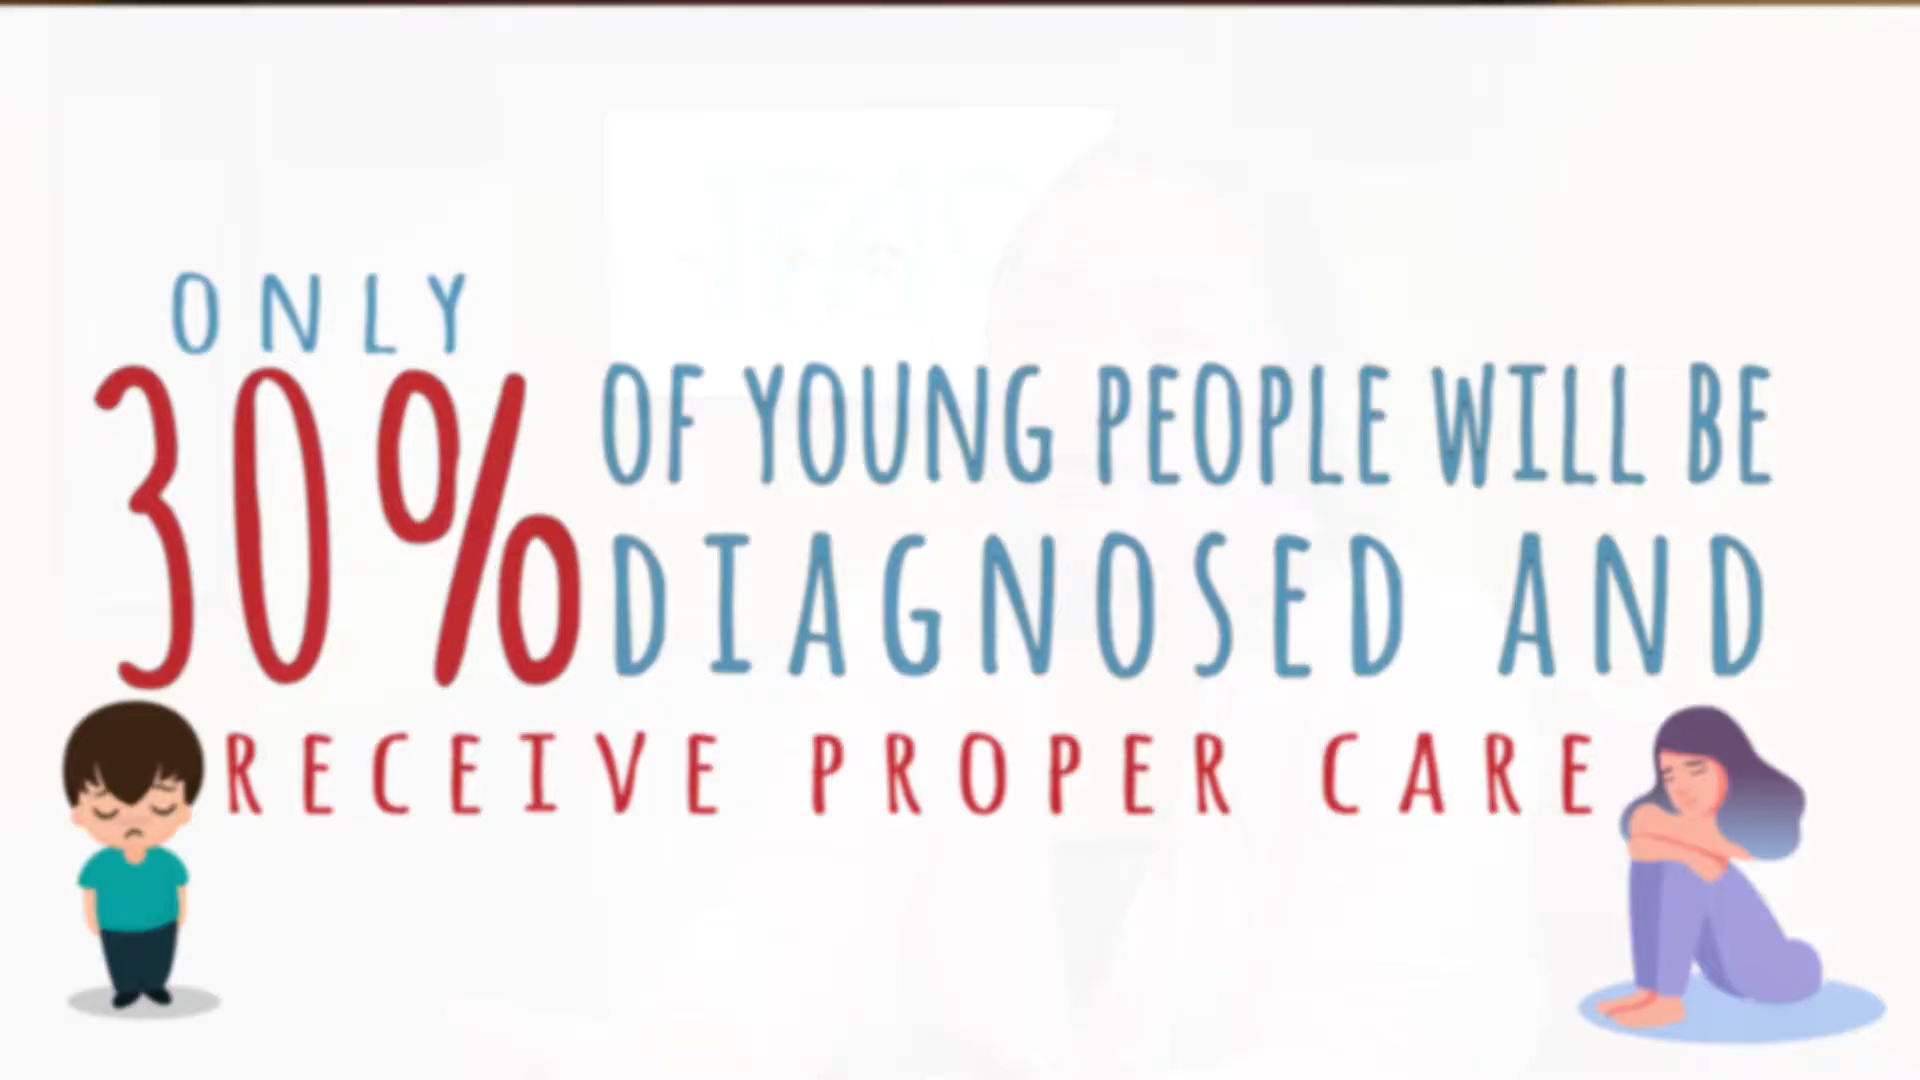 ONLY
30% OF YOUNG PEOPLE WILL BE
DIAGNOSED AND
RECEIVE PROPER CARE